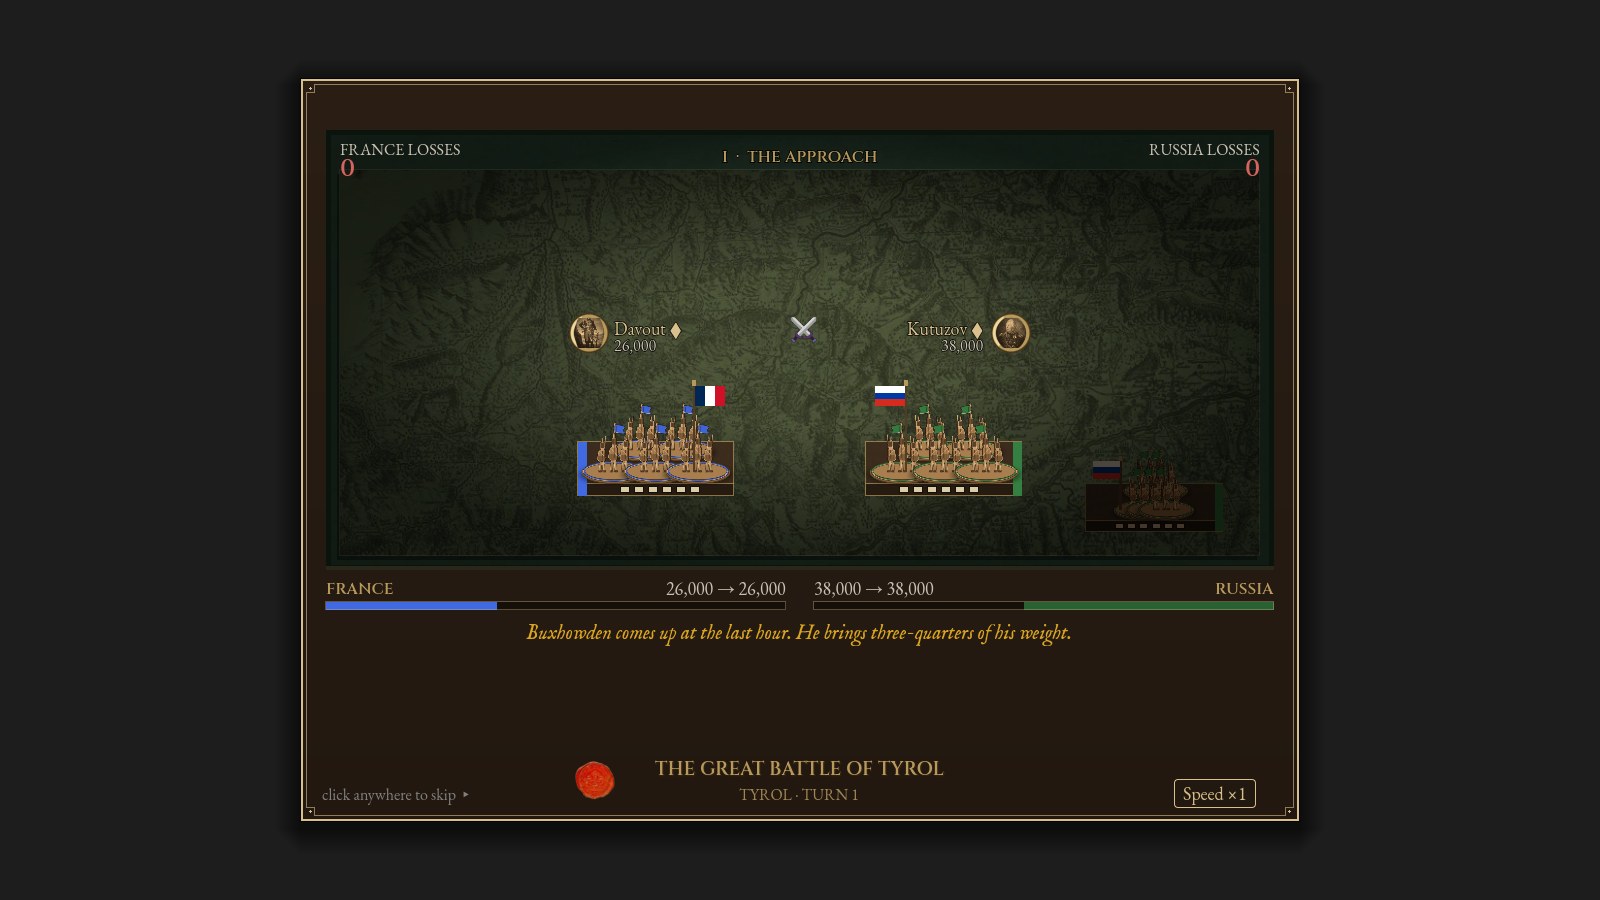 FRANCE LOSSES
0
I · THE APPROACH
RUSSIA LOSSES
0
Davout
26,000
Kutuzov
38,000
FRANCE
26,000 → 26,000
38,000 → 38,000
RUSSIA
Buxhowden comes up at the last hour. He brings three-quarters of his weight.
THE GREAT BATTLE OF TYROL
TYROL · TURN 1
click anywhere to skip ▸
Speed ×1